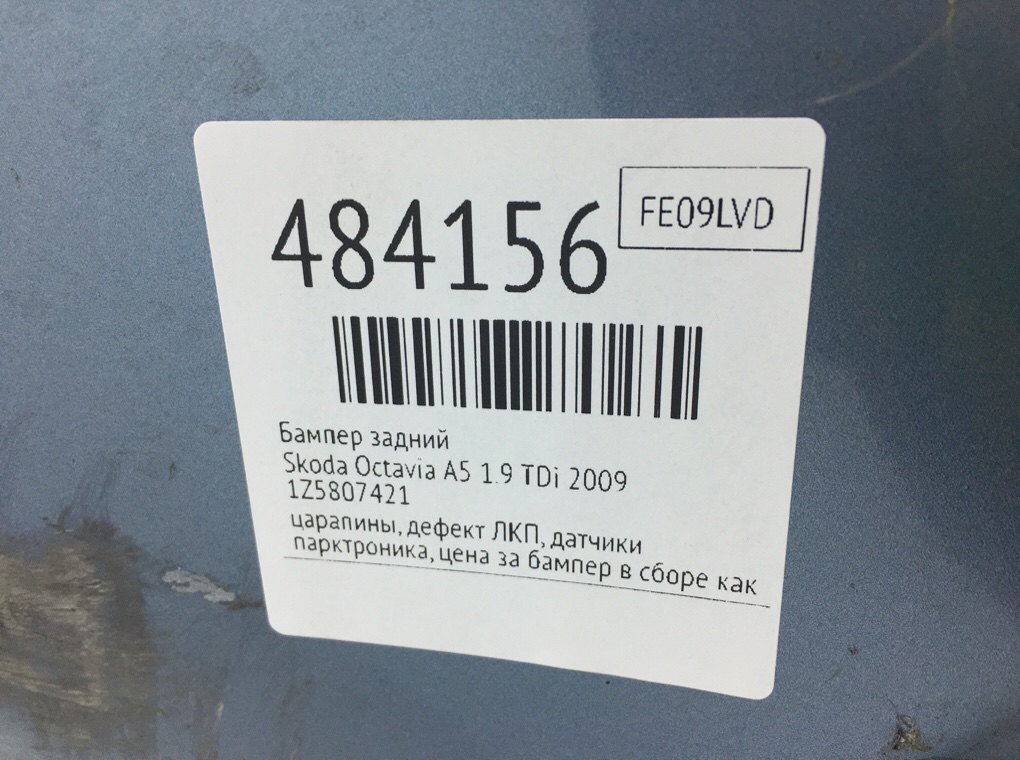 484156
FE09LVD
Бампер задний
Skoda Octavia A5 1.9 TDi 2009
1Z5807421
царапины, дефект ЛКП, датчики
парктроника, цена за бампер в сборе как